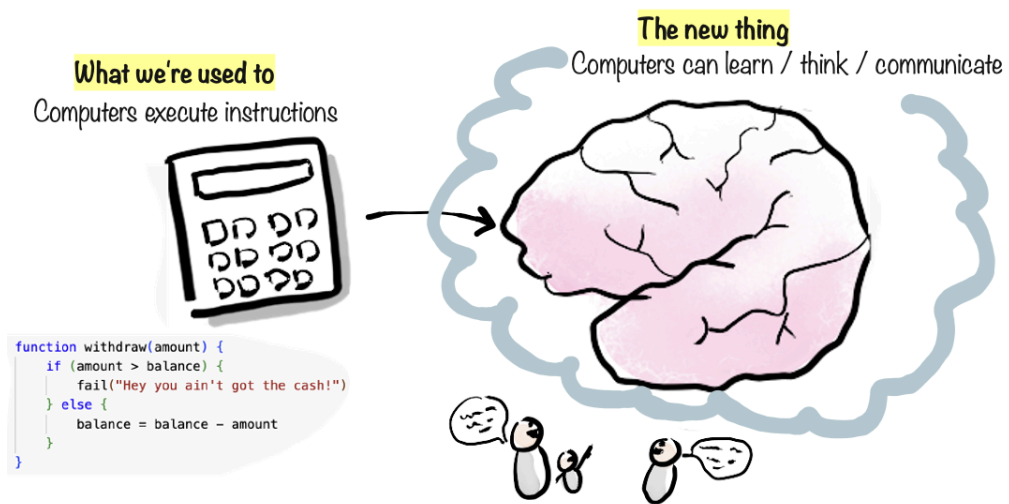 What we're used to
Computers execute instructions
function withdraw(amount) {
if (amount > balance) {
fail("Hey you ain't got the cash!")
} else {
balance = balance - amount
}
}
The new thing
Computers can learn / think / communicate